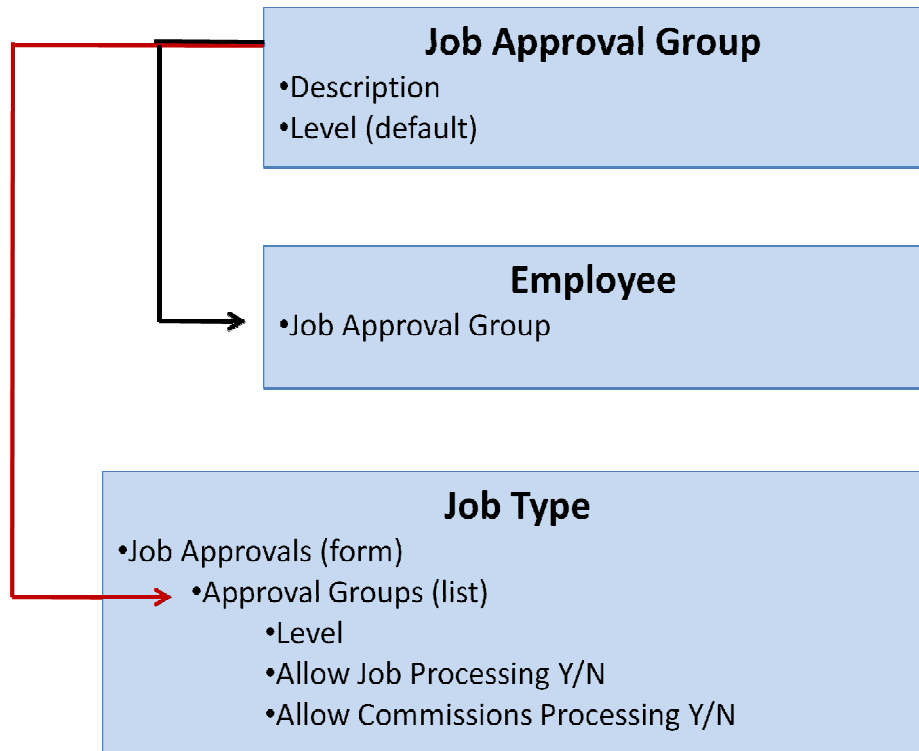 Job Approval Group
•Description
•Level (default)
Employee
•Job Approval Group
Job Type
•Job Approvals (form)
•Approval Groups (list)
•Level
•Allow Job Processing Y/N
•Allow Commissions Processing Y/N